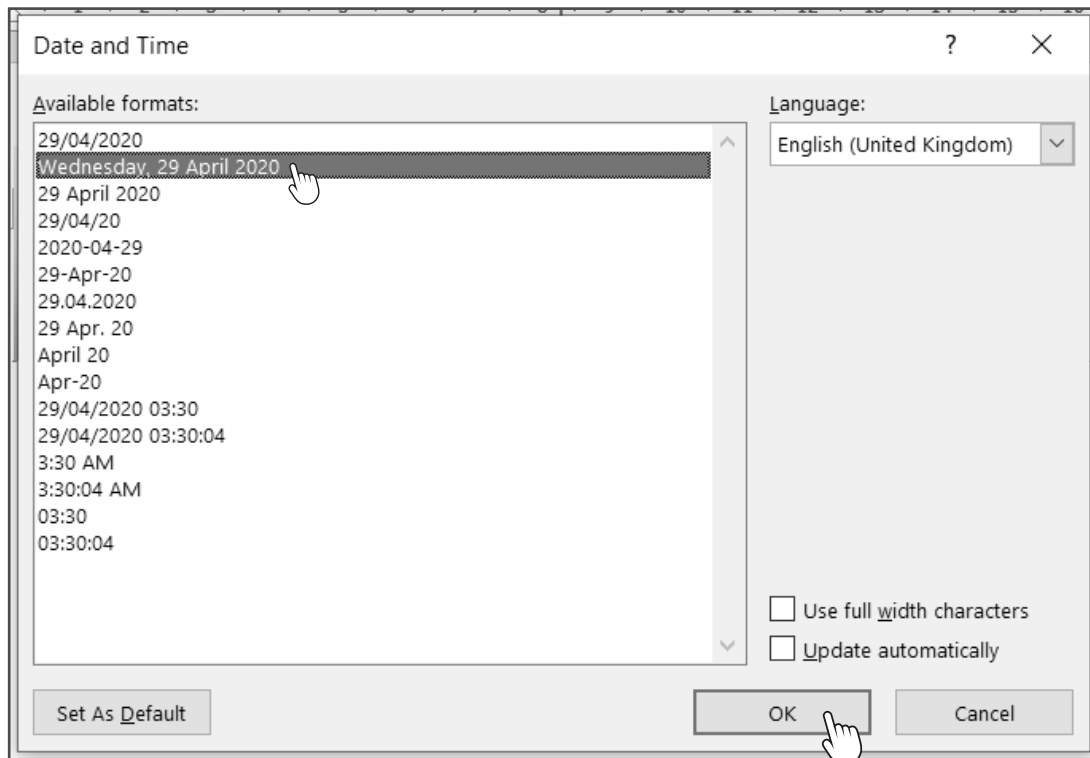 Date and Time
?
Available formats:
29/04/2020
Wednesday, 29 April 2020
29 April 2020
29/04/20
2020-04-29
29-Apr-20
29.04.2020
29 Apr. 20
April 20
Apr-20
29/04/2020 03:30
29/04/2020 03:30:04
3:30 AM
3:30:04 AM
03:30
03:30:04
Language:
English (United Kingdom)
Use full width characters
Update automatically
Set As Default
OK
Cancel